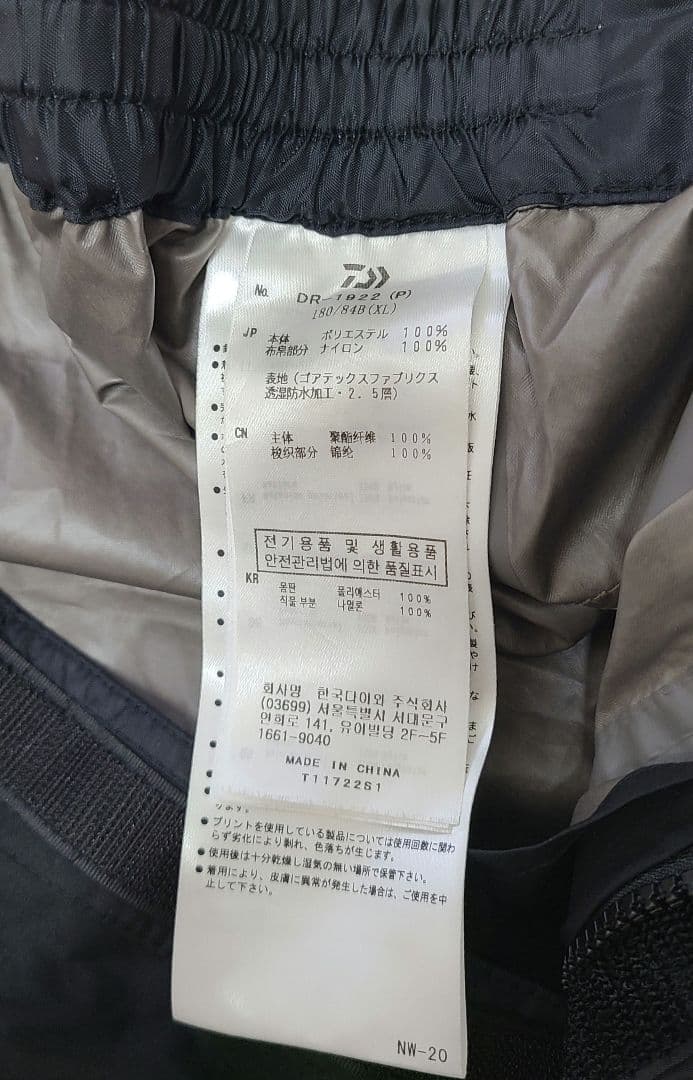 No. DR-1922 (P)
180/84B(XL)
JP 本体 ポリエステル 100%
布帛部分 ナイロン 100%
表地(ゴアテックスファブリクス
透湿防水加工・2.5層)
CN 主体 聚酯纤维 100%
梭织部分 锦纶 100%
전기용품 및 생활용품
안전관리법에 의한 품질표시
KR 몸판 폴리에스터 100%
직물 부분 나일론 100%
회사명 한국다이와 주식회사
(03699) 서울특별시 서대문구
연희로 141, 유아빌딩 2F~5F
1661-9040
MADE IN CHINA
T11722S1
ります。
●プリントを使用している製品については使用回数に関わ
らず劣化により剥れ、色落ちが生じます。
●使用後は十分乾燥し湿気の無い場所で保管下さい。
●着用により、皮膚に異常が発生した場合は、ご使用を中
止して下さい。
NW-20